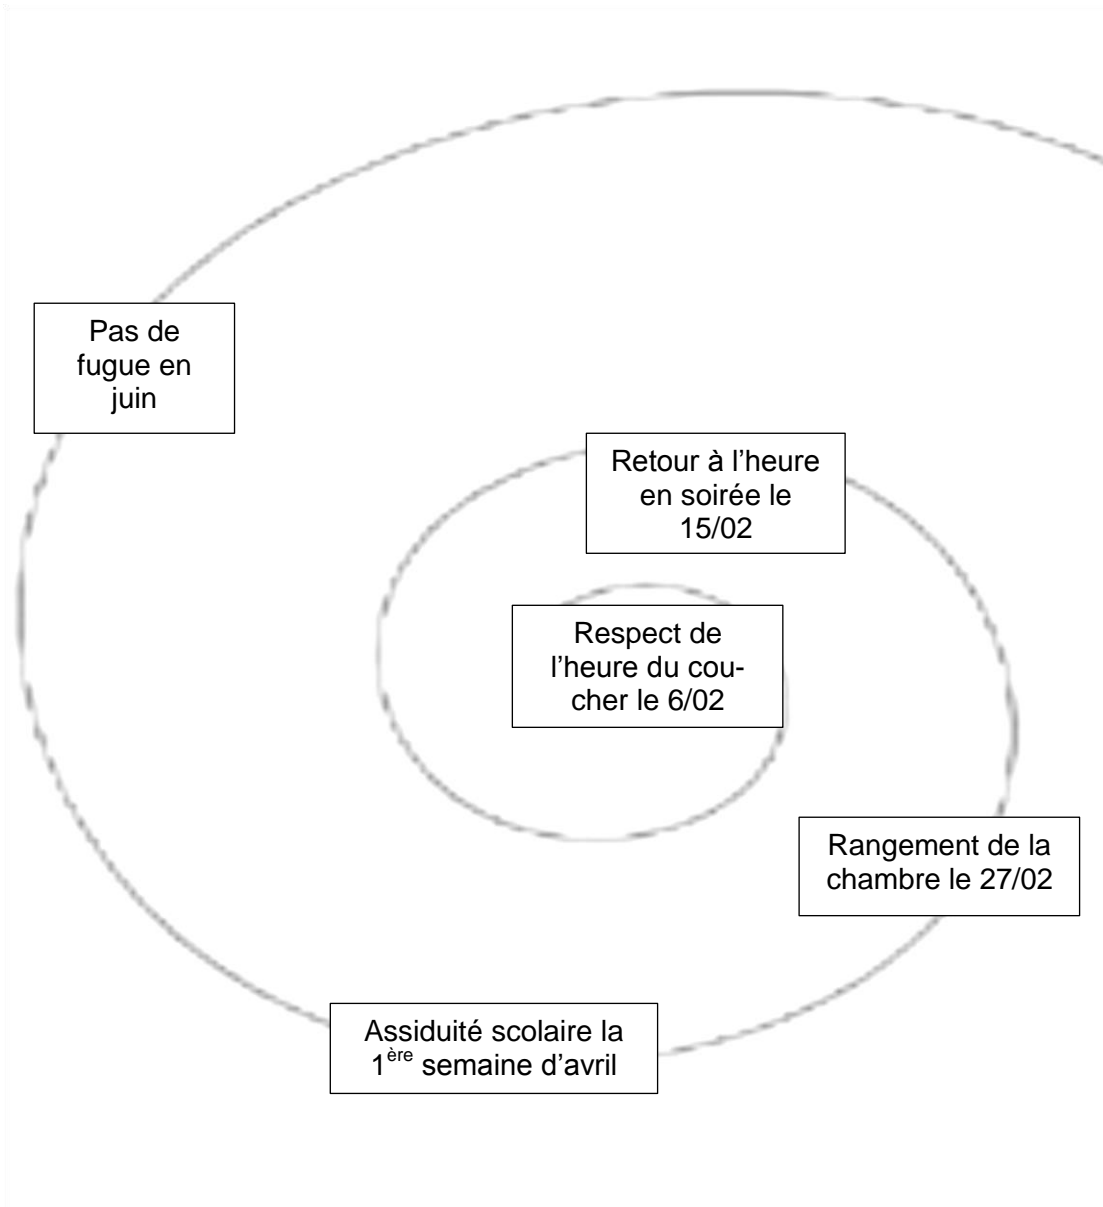 Pas de
fugue en
juin
Retour à l’heure
en soirée le
15/02
Respect de
l’heure du cou-
cher le 6/02
Rangement de la
chambre le 27/02
Assiduité scolaire la
1ère semaine d’avril